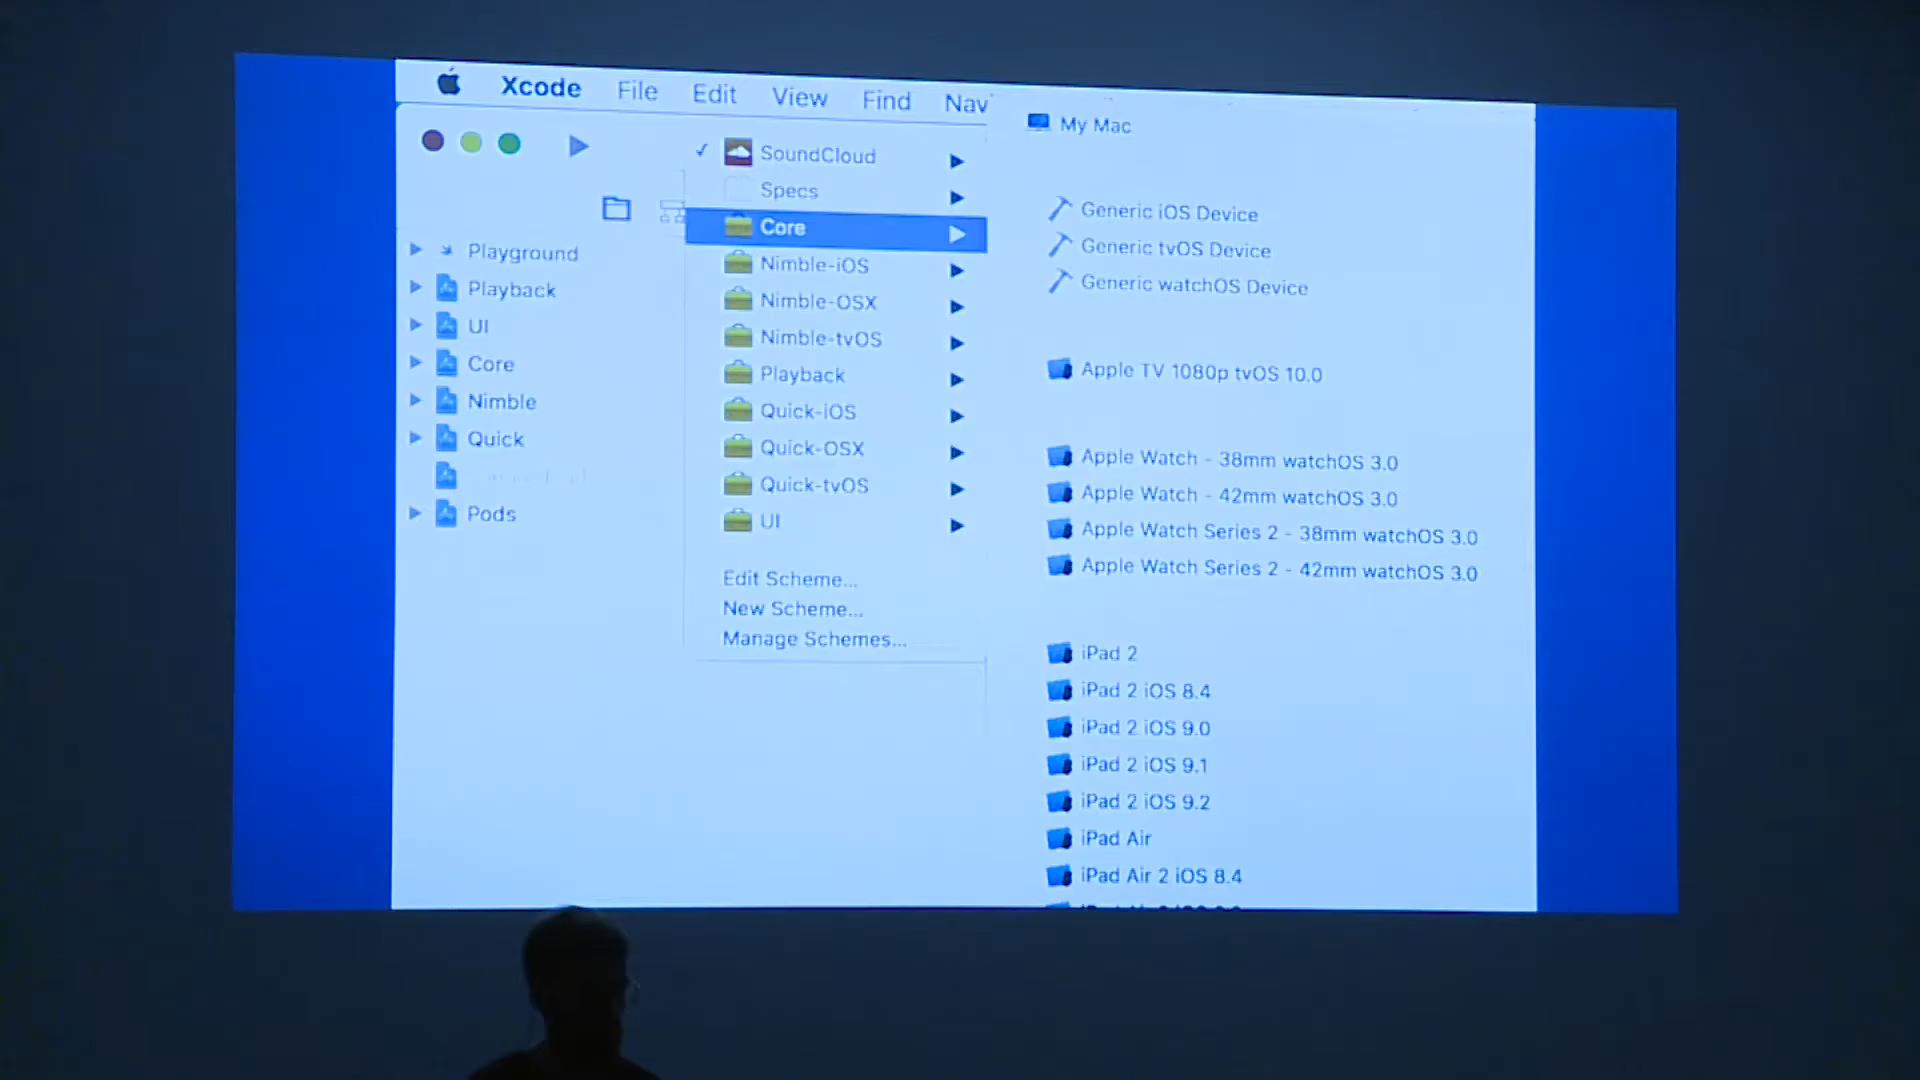 Xcode File Edit View Find Nav
SoundCloud
Specs
Core
Nimble-iOS
Nimble-OSX
Nimble-tvOS
Playback
Quick-iOS
Quick-OSX
Quick-tvOS
UI
Edit Scheme...
New Scheme...
Manage Schemes...
Playground
Playback
UI
Core
Nimble
Quick
Pods
My Mac
Generic iOS Device
Generic tvOS Device
Generic watchOS Device
Apple TV 1080p tvOS 10.0
Apple Watch - 38mm watchOS 3.0
Apple Watch - 42mm watchOS 3.0
Apple Watch Series 2 - 38mm watchOS 3.0
Apple Watch Series 2 - 42mm watchOS 3.0
iPad 2
iPad 2 iOS 8.4
iPad 2 iOS 9.0
iPad 2 iOS 9.1
iPad 2 iOS 9.2
iPad Air
iPad Air 2 iOS 8.4